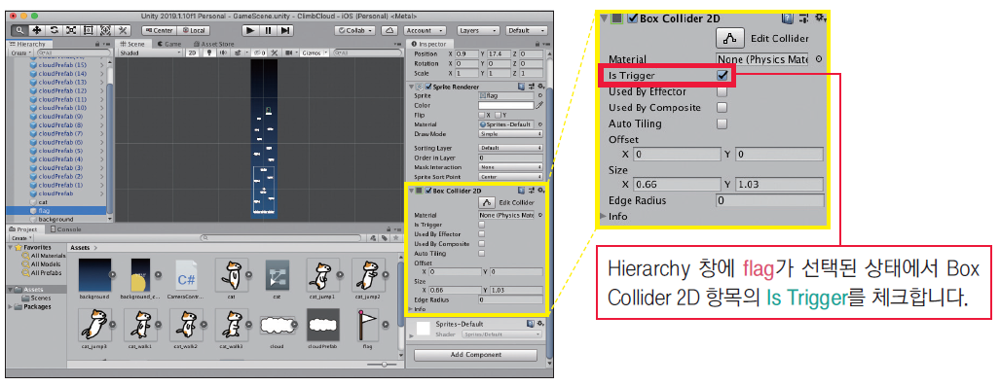 Unity 2019.1.10f1 - GameScene.unity - ClimbCloud - iOS (Personal) <Metal>
Center Local Collab Account Layers Default
Hierarchy
Create All
cloudPrefab (15)
cloudPrefab (14)
cloudPrefab (13)
cloudPrefab (12)
cloudPrefab (11)
cloudPrefab (10)
cloudPrefab (9)
cloudPrefab (8)
cloudPrefab (7)
cloudPrefab (6)
cloudPrefab (5)
cloudPrefab (4)
cloudPrefab (3)
cloudPrefab (2)
cloudPrefab (1)
cloudPrefab
cat
flag
background
Scene Game Asset Store
Shaded 2D Gizmos All
Inspector
Position X 0.9 Y 17.4 Z 0
Rotation X 0 Y 0 Z 0
Scale X 1 Y 1 Z 1
Sprite Renderer
Sprite flag
Color
Flip X Y
Material Sprites-Default
Draw Mode Simple
Sorting Layer Default
Order in Layer 0
Mask Interaction None
Sprite Sort Point Center
Box Collider 2D
Edit Collider
Material None (Physics Mate
Is Trigger
Used By Effector
Used By Composite
Auto Tiling
Offset
X 0 Y 0
Size
X 0.66 Y 1.03
Edge Radius 0
Info
Sprites-Default
Shader Sprites/Default
Add Component
Project Console
Create
Favorites
All Materials
All Models
All Prefabs
Assets
Scenes
Packages
Assets
background background_c... CameraContr... cat cat cat_jump1 cat_jump2
C#
cat_jump3 cat_walk1 cat_walk2 cat_walk3 cloud cloudPrefab flag
Box Collider 2D
Edit Collider
Material None (Physics Mate
Is Trigger
Used By Effector
Used By Composite
Auto Tiling
Offset
X 0 Y 0
Size
X 0.66 Y 1.03
Edge Radius 0
Info
Hierarchy 창에 flag가 선택된 상태에서 Box
Collider 2D 항목의 Is Trigger를 체크합니다.